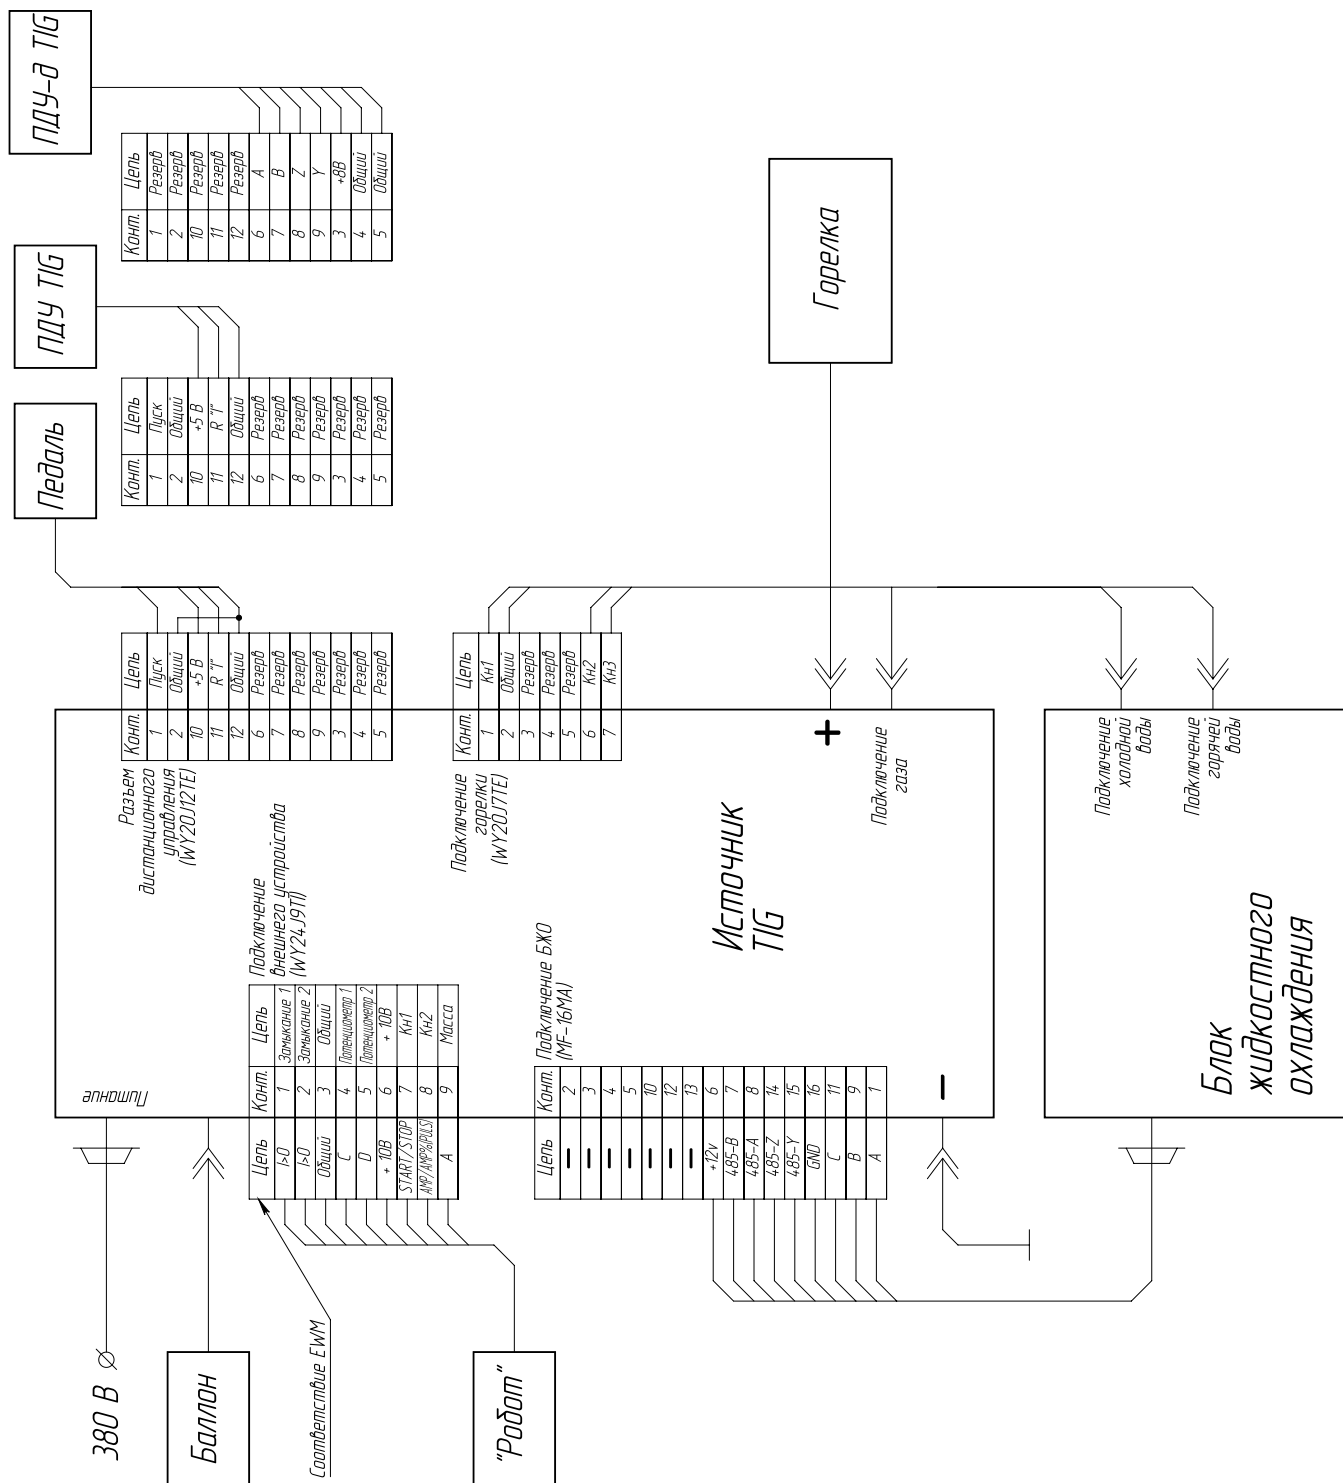 ПДУ-д TIG
Конт. Цепь
1 Резерв
2 Резерв
10 Резерв
11 Резерв
12 Резерв
6 A
7 B
8 Z
9 Y
3 +8В
4 Общий
5 Общий
ПДУ TIG
Конт. Цепь
1 Пуск
2 Общий
10 +5 В
11 R "I"
12 Общий
6 Резерв
7 Резерв
8 Резерв
9 Резерв
3 Резерв
4 Резерв
5 Резерв
Педаль
Конт. Цепь
1 Пуск
2 Общий
10 +5 В
11 R "I"
12 Общий
6 Резерв
7 Резерв
8 Резерв
9 Резерв
3 Резерв
4 Резерв
5 Резерв
Разъем
дистанционного
управления
(WY20J12TE)
Конт. Цепь
1 Кн1
2 Общий
3 Резерв
4 Резерв
5 Резерв
6 Кн2
7 Кн3
Подключение
горелки
(WY20J7TE)
Горелка
+
Подключение
газа
Подключение
холодной
воды
Подключение
горячей
воды
Источник
TIG
Блок
жидкостного
охлаждения
Питание
380 В
Баллон
Подключение
внешнего устройства
(WY24J9TI)
Цепь Конт. Цепь
I>0 1 Замыкание 1
I>0 2 Замыкание 2
Общий 3 Общий
C 4 Потенциометр 1
D 5 Потенциометр 2
+ 10В 6 + 10В
START/STOP 7 Кн1
AMP/AMP%(PULS) 8 Кн2
A 9 Масса
Соответствие EWM
"Робот"
Подключение БЖО
(MF-16MA)
Цепь Конт.
– 2
– 3
– 4
– 5
– 10
– 12
– 13
+12v 6
485-B 7
485-A 8
485-Z 14
485-Y 15
GND 16
C 11
B 9
A 1
–